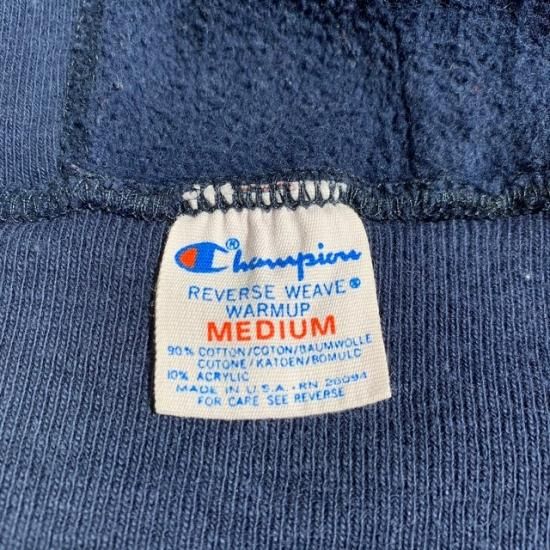 Champion®
REVERSE WEAVE®
WARMUP
MEDIUM
90% COTTON/COTON/BAUMWOLLE
COTONE/KATOEN/BOMULD
10% ACRYLIC
MADE IN U.S.A.-RN 26094
FOR CARE SEE REVERSE